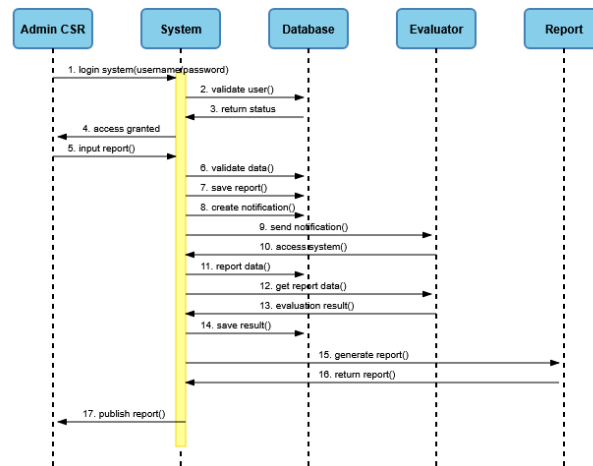 Admin CSR System Database Evaluator Report
1. login system(username/password)
2. validate user()
3. return status
4. access granted
5. input report()
6. validate data()
7. save report()
8. create notification()
9. send notification()
10. access system()
11. report data()
12. get report data()
13. evaluation result()
14. save result()
15. generate report()
16. return report()
17. publish report()